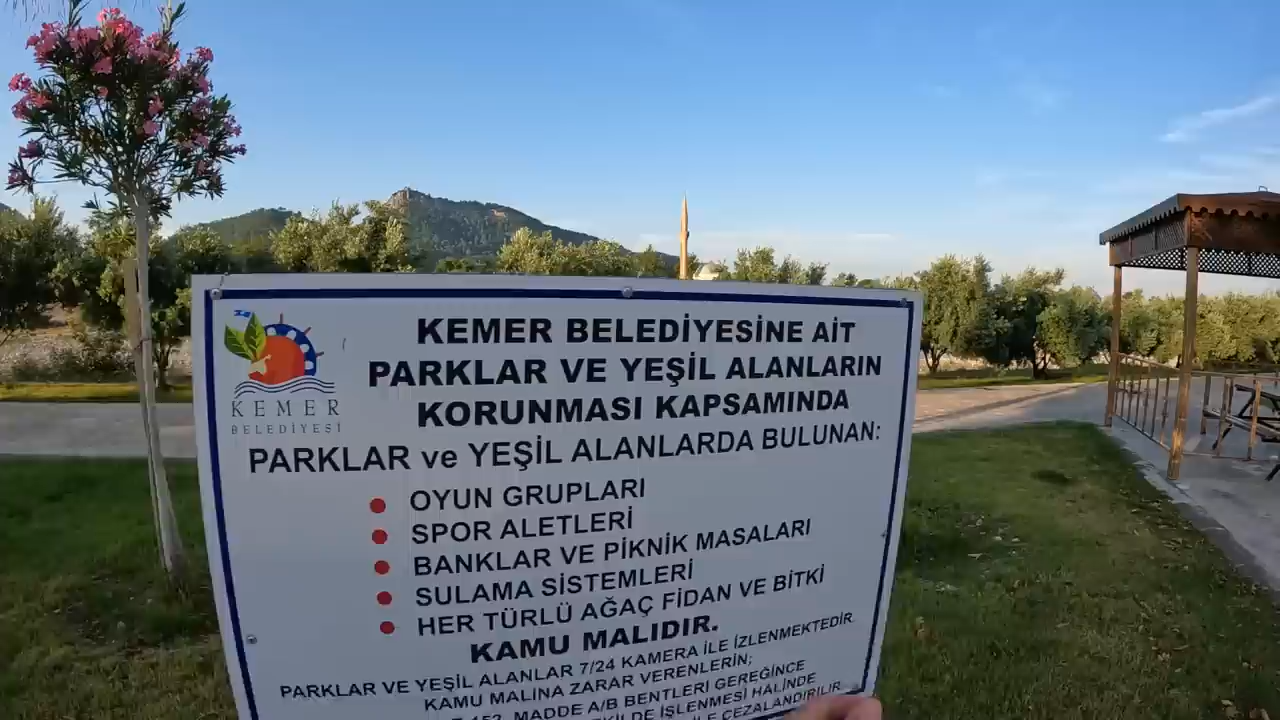 KEMER
BELEDİYESİ
KEMER BELEDİYESİNE AİT
PARKLAR VE YEŞİL ALANLARIN
KORUNMASI KAPSAMINDA
PARKLAR ve YEŞİL ALANLARDA BULUNAN:
OYUN GRUPLARI
SPOR ALETLERİ
BANKLAR VE PİKNİK MASALARI
SULAMA SİSTEMLERİ
HER TÜRLÜ AĞAÇ FİDAN VE BİTKİ
KAMU MALIDIR.
PARKLAR VE YEŞİL ALANLAR 7/24 KAMERA İLE İZLENMEKTEDİR.
KAMU MALINA ZARAR VERENLERİN;
MADDE A/B BENTLERİ GEREĞİNCE
İŞLENMESİ HALİNDE
İLE CEZALANDIRILIR